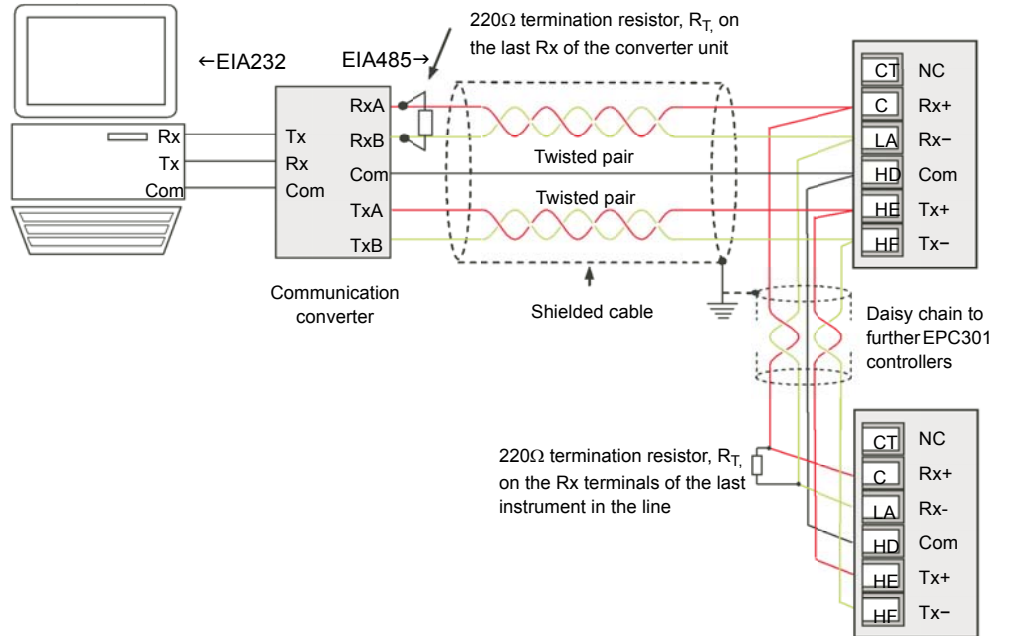 220Ω termination resistor, RT, on
the last Rx of the converter unit
←EIA232
EIA485→
Rx
Tx
Com
Tx
Rx
Com
RxA
RxB
Com
TxA
TxB
Communication
converter
Twisted pair
Twisted pair
Shielded cable
CT NC
C Rx+
LA Rx−
HD Com
HE Tx+
HF Tx−
Daisy chain to
further EPC301
controllers
220Ω termination resistor, RT,
on the Rx terminals of the last
instrument in the line
CT NC
C Rx+
LA Rx-
HD Com
HE Tx+
HF Tx−